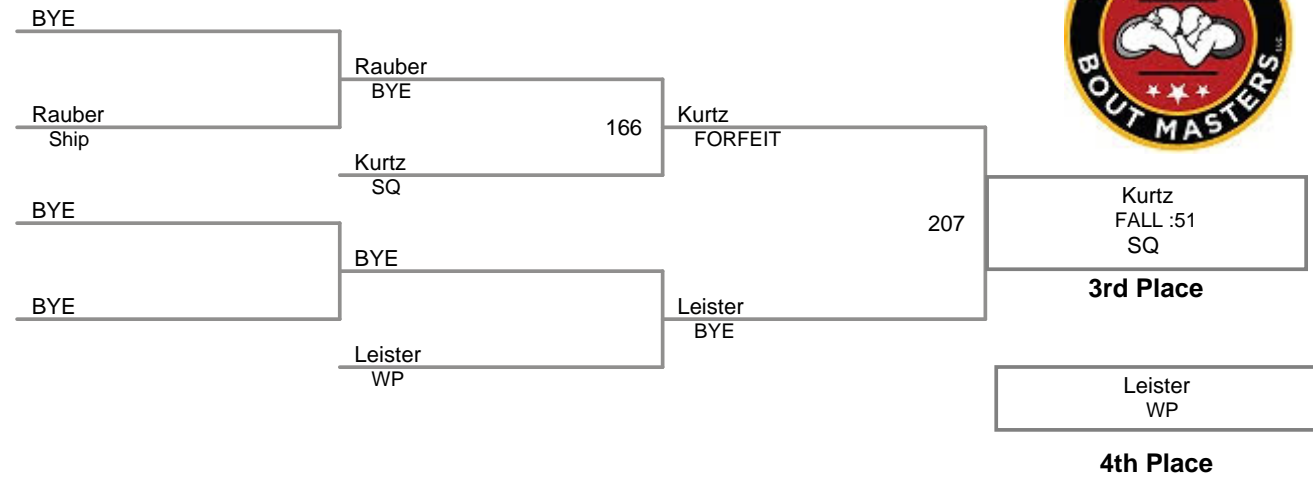 BYE
Rauber
BYE
Rauber
Ship
166
Kurtz
FORFEIT
Kurtz
SQ
BYE
207
Kurtz
FALL :51
SQ
BYE
3rd Place
BYE
Leister
BYE
Leister
WP
Leister
WP
4th Place
BOUT MASTERS LLC